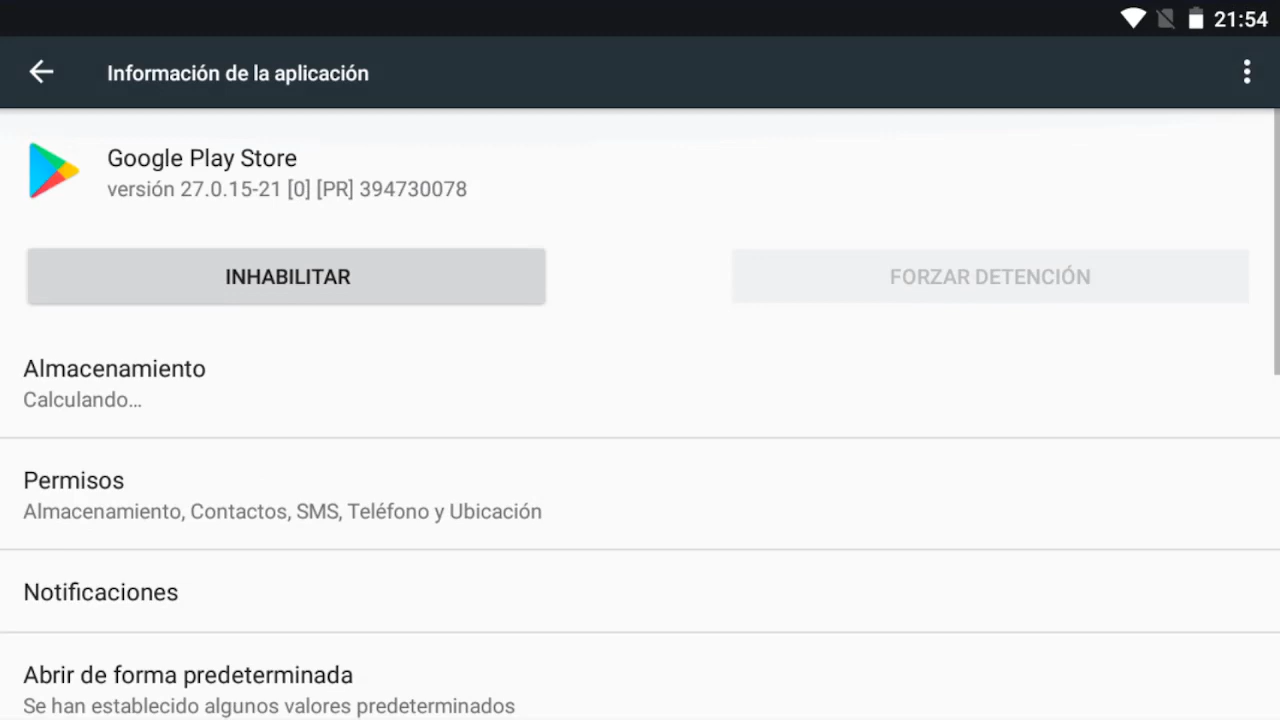 21:54
Información de la aplicación
Google Play Store
versión 27.0.15-21 [0] [PR] 394730078
INHABILITAR
FORZAR DETENCIÓN
Almacenamiento
Calculando...
Permisos
Almacenamiento, Contactos, SMS, Teléfono y Ubicación
Notificaciones
Abrir de forma predeterminada
Se han establecido algunos valores predeterminados